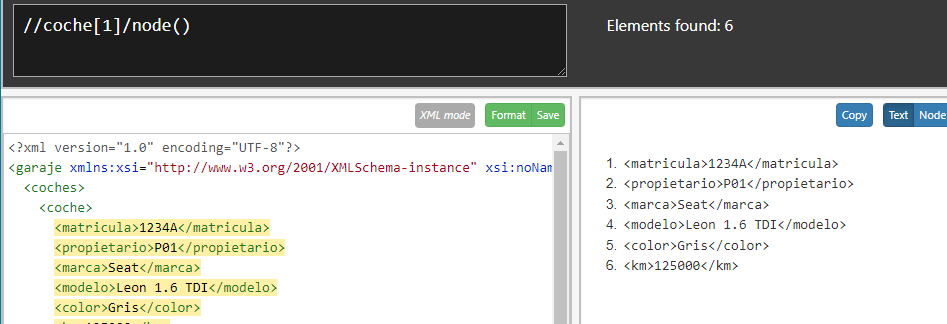 //coche[1]/node()
Elements found: 6
XML mode
Format Save
Copy
Text Node
<?xml version="1.0" encoding="UTF-8"?>
<garaje xmlns:xsi="http://www.w3.org/2001/XMLSchema-instance" xsi:noNam
<coches>
<coche>
<matricula>1234A</matricula>
<propietario>P01</propietario>
<marca>Seat</marca>
<modelo>Leon 1.6 TDI</modelo>
<color>Gris</color>
1. <matricula>1234A</matricula>
2. <propietario>P01</propietario>
3. <marca>Seat</marca>
4. <modelo>Leon 1.6 TDI</modelo>
5. <color>Gris</color>
6. <km>125000</km>